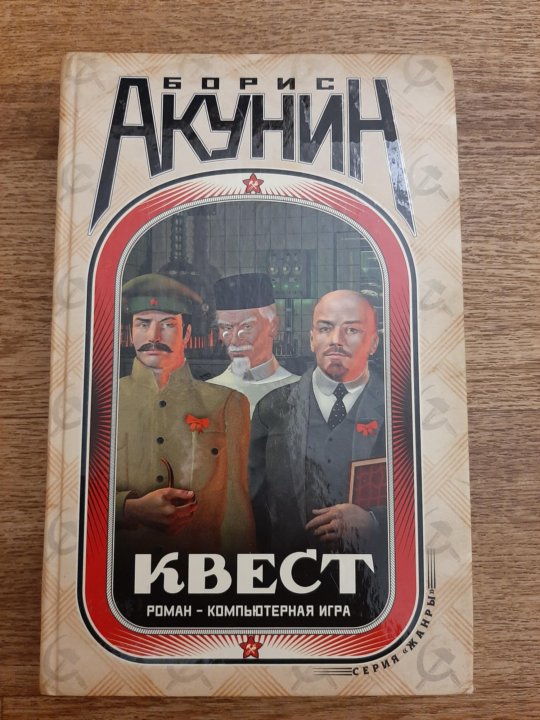 БОРИС
АКУНИН
КВЕСТ
РОМАН – КОМПЬЮТЕРНАЯ ИГРА
СЕРИЯ «ЖАНРЫ»